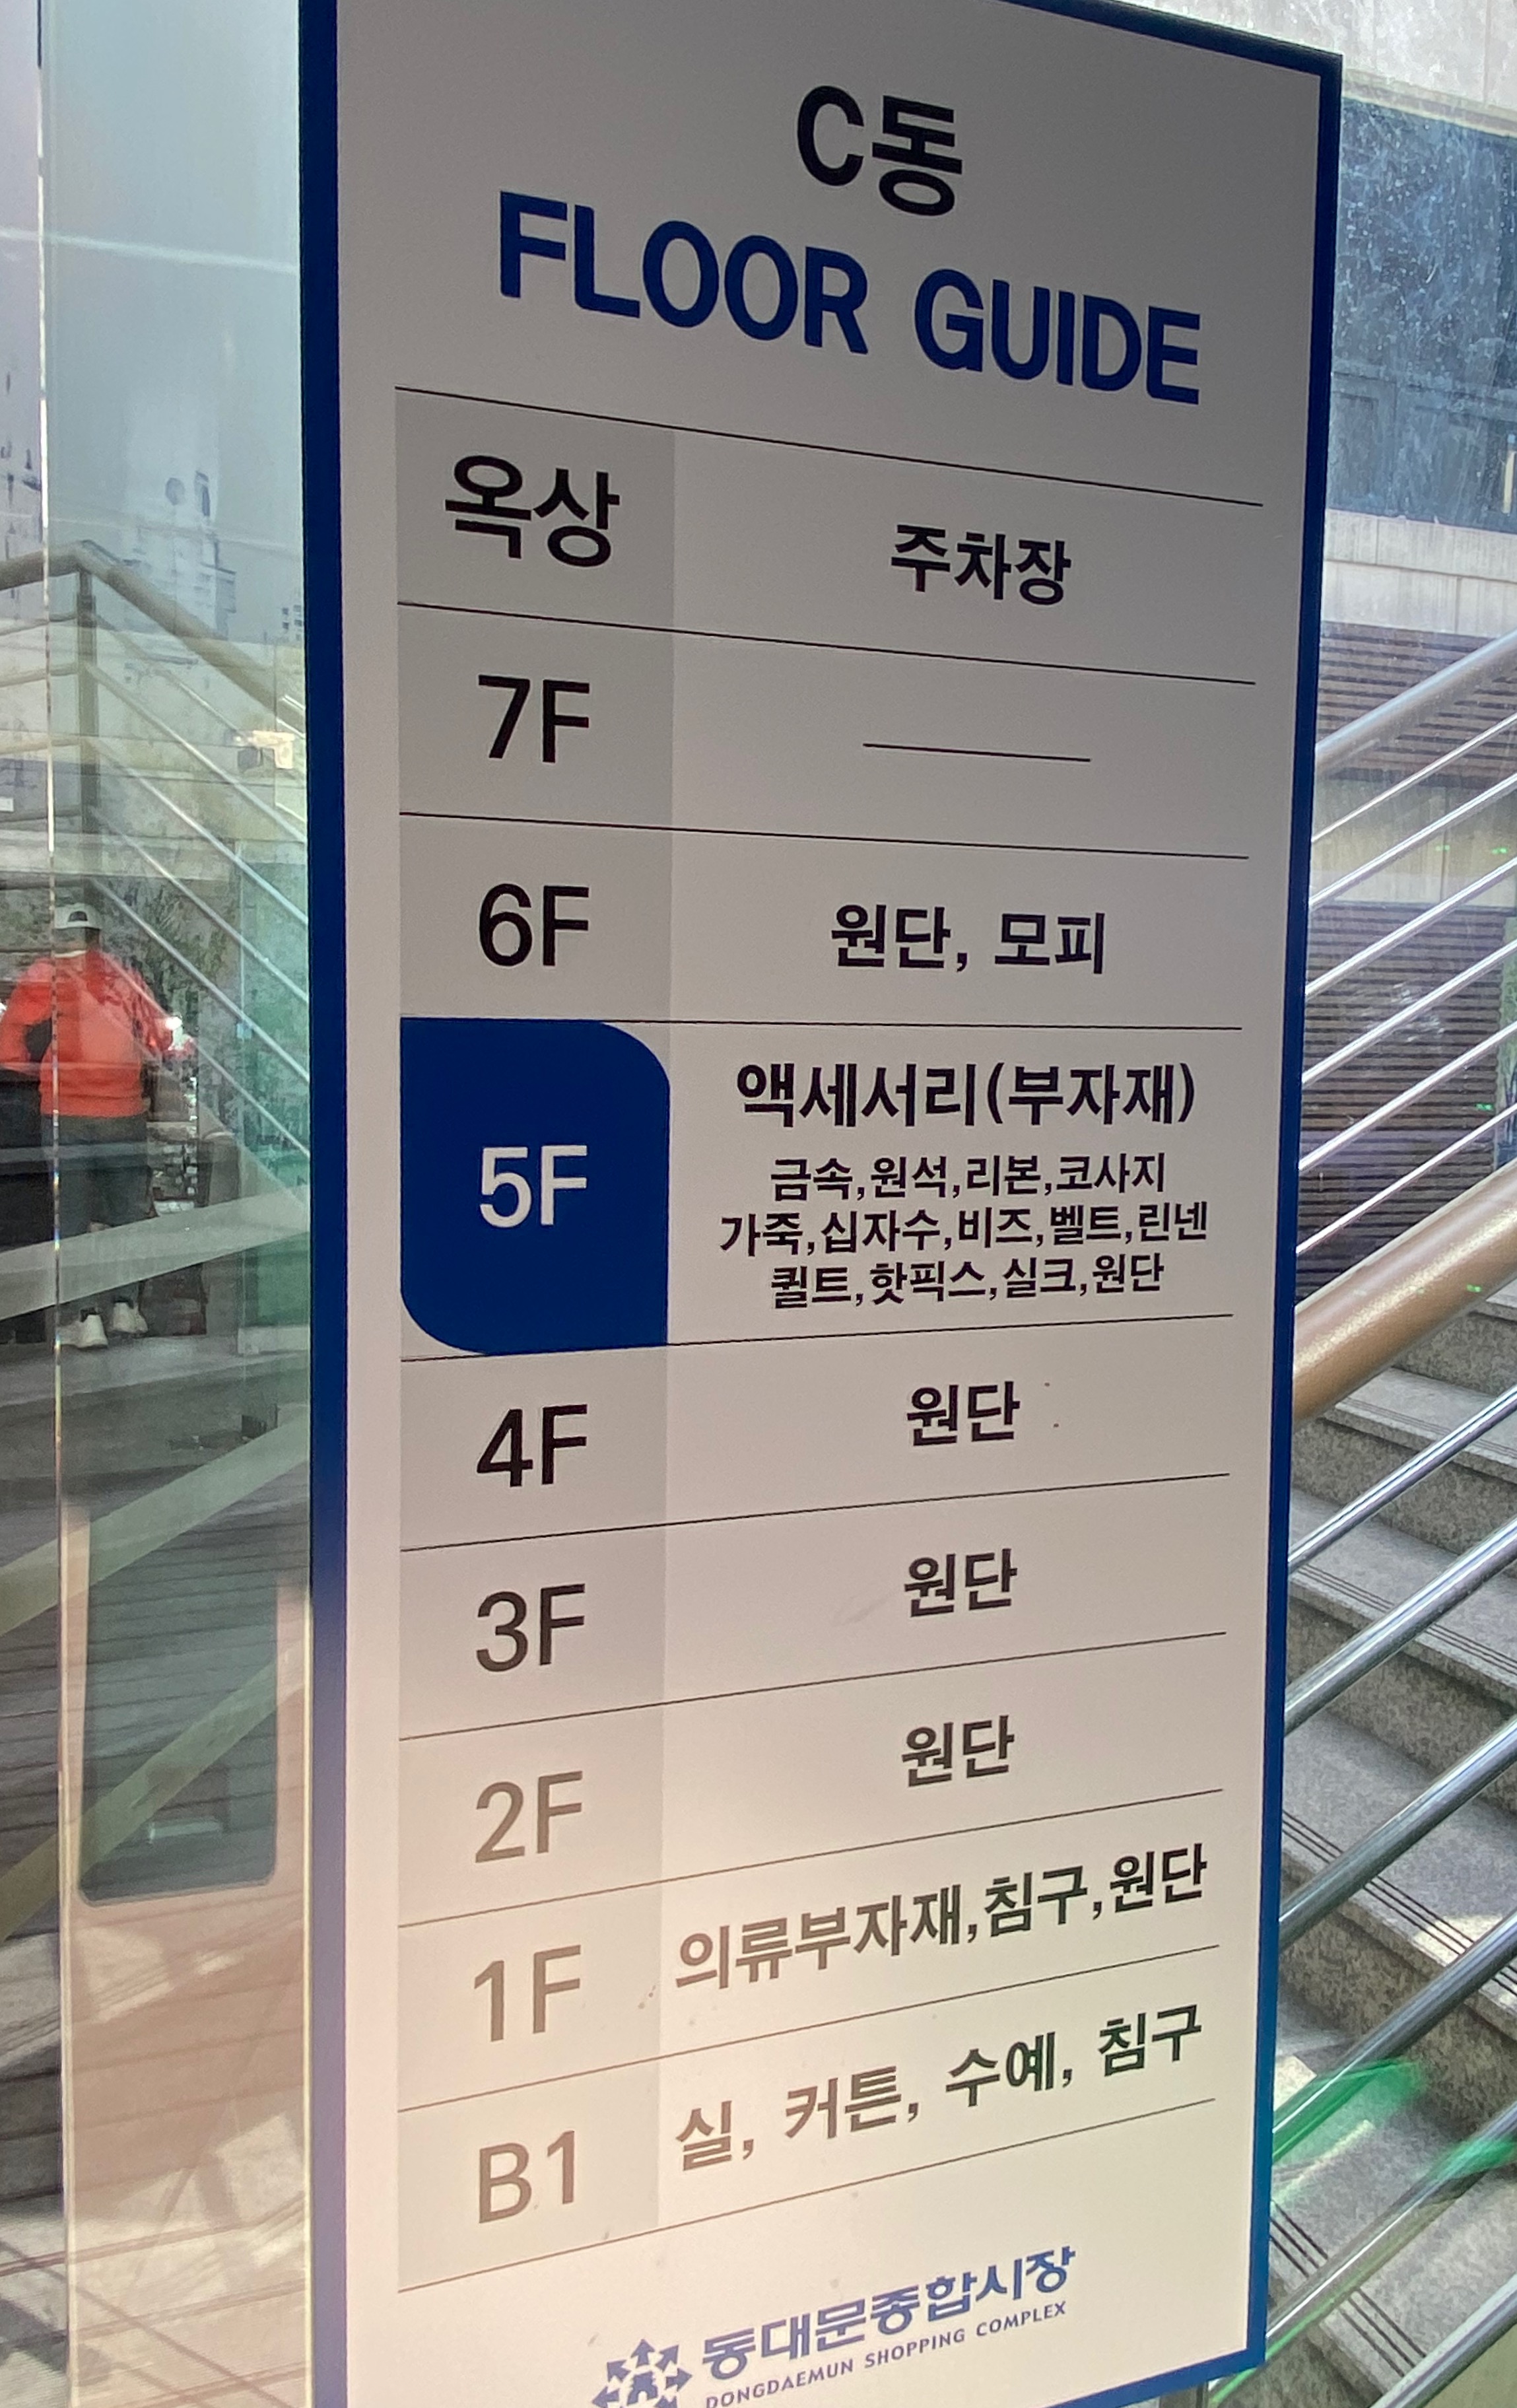 C동
FLOOR GUIDE
옥상 주차장
7F
6F 원단, 모피
5F 액세서리(부자재)
금속,원석,리본,코사지
가죽,십자수,비즈,벨트,린넨
퀼트,핫픽스,실크,원단
4F 원단
3F 원단
2F 원단
1F 의류부자재,침구,원단
B1 실, 커튼, 수예, 침구
동대문종합시장
DONGDAEMUN SHOPPING COMPLEX